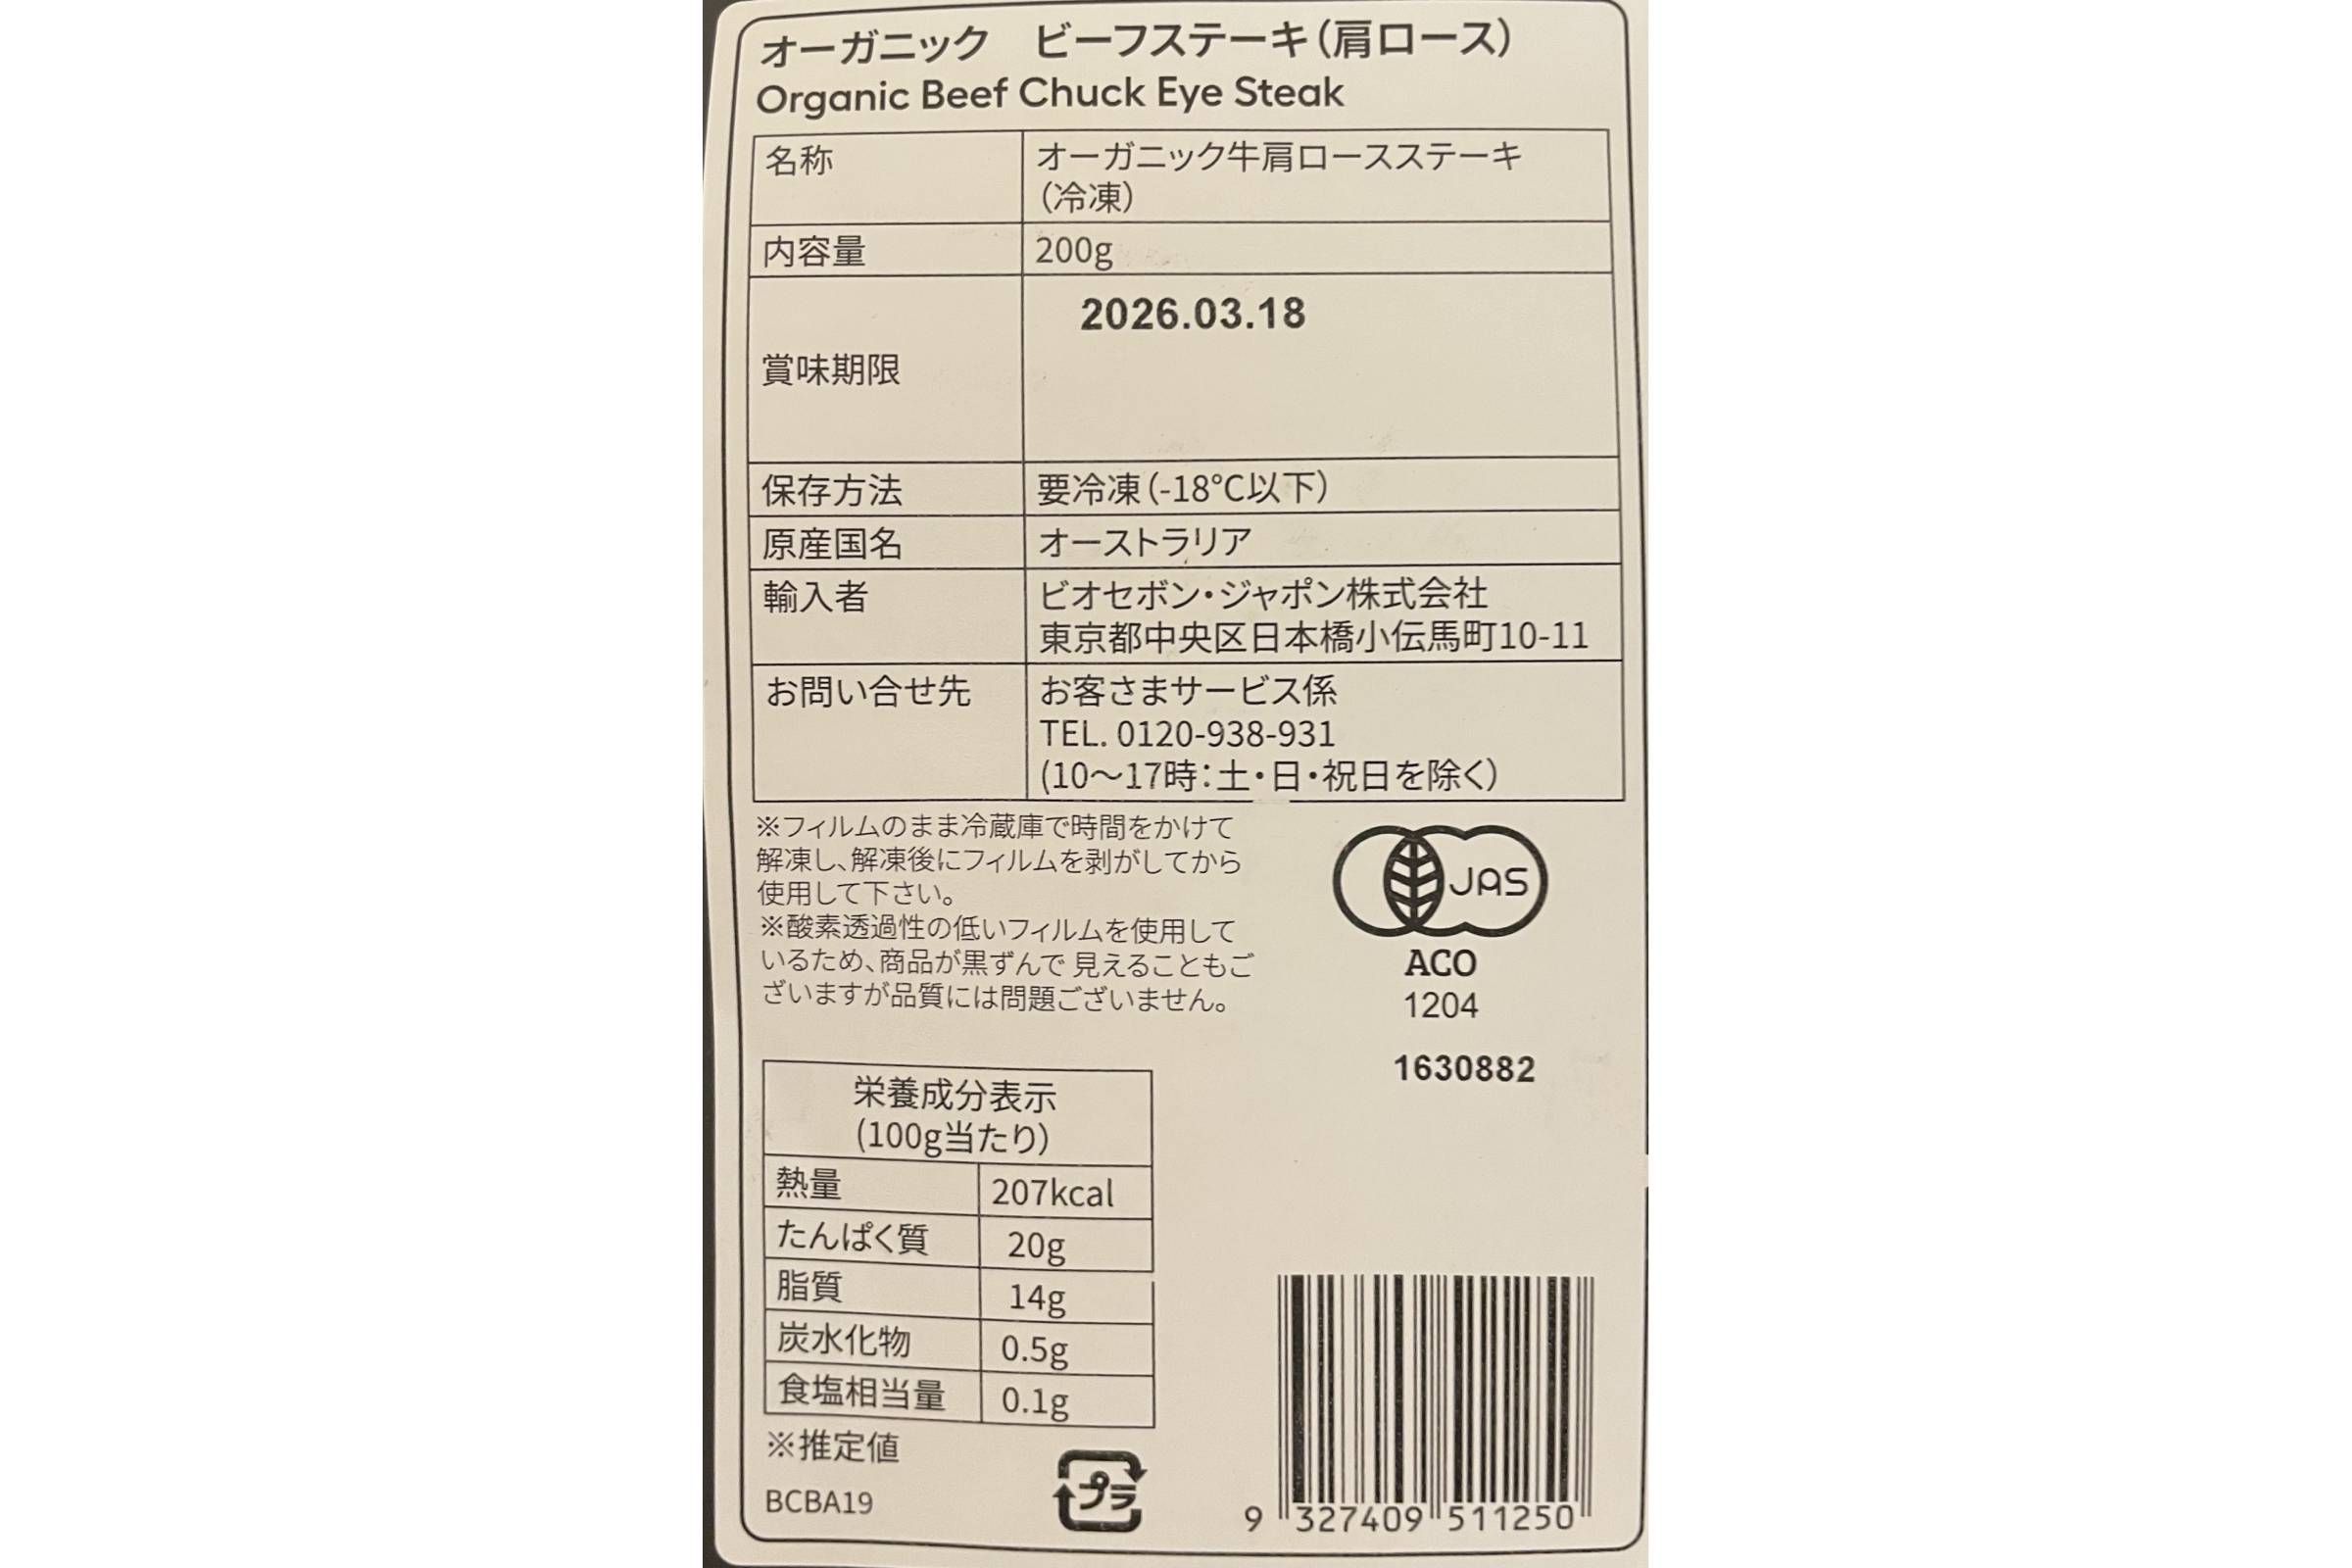 オーガニック　ビーフステーキ（肩ロース）
Organic Beef Chuck Eye Steak
名称
オーガニック牛肩ロースステーキ
（冷凍）
内容量
200g
賞味期限
2026.03.18
保存方法
要冷凍（-18℃以下）
原産国名
オーストラリア
輸入者
ビオセボン・ジャポン株式会社
東京都中央区日本橋小伝馬町10-11
お問い合せ先
お客さまサービス係
TEL. 0120-938-931
(10～17時：土・日・祝日を除く）
※フィルムのまま冷蔵庫で時間をかけて
解凍し、解凍後にフィルムを剥がしてから
使用して下さい。
※酸素透過性の低いフィルムを使用して
いるため、商品が黒ずんで 見えることもご
ざいますが品質には問題ございません。
JAS
ACO
1204
1630882
栄養成分表示
(100g当たり）
熱量
207kcal
たんぱく質
20g
脂質
14g
炭水化物
0.5g
食塩相当量
0.1g
※推定値
BCBA19
プラ
9 327409 511250